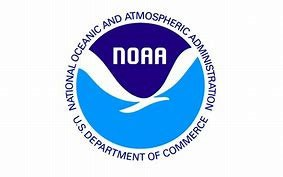 NATIONAL OCEANIC AND ATMOSPHERIC ADMINISTRATION
NOAA
U.S. DEPARTMENT OF COMMERCE